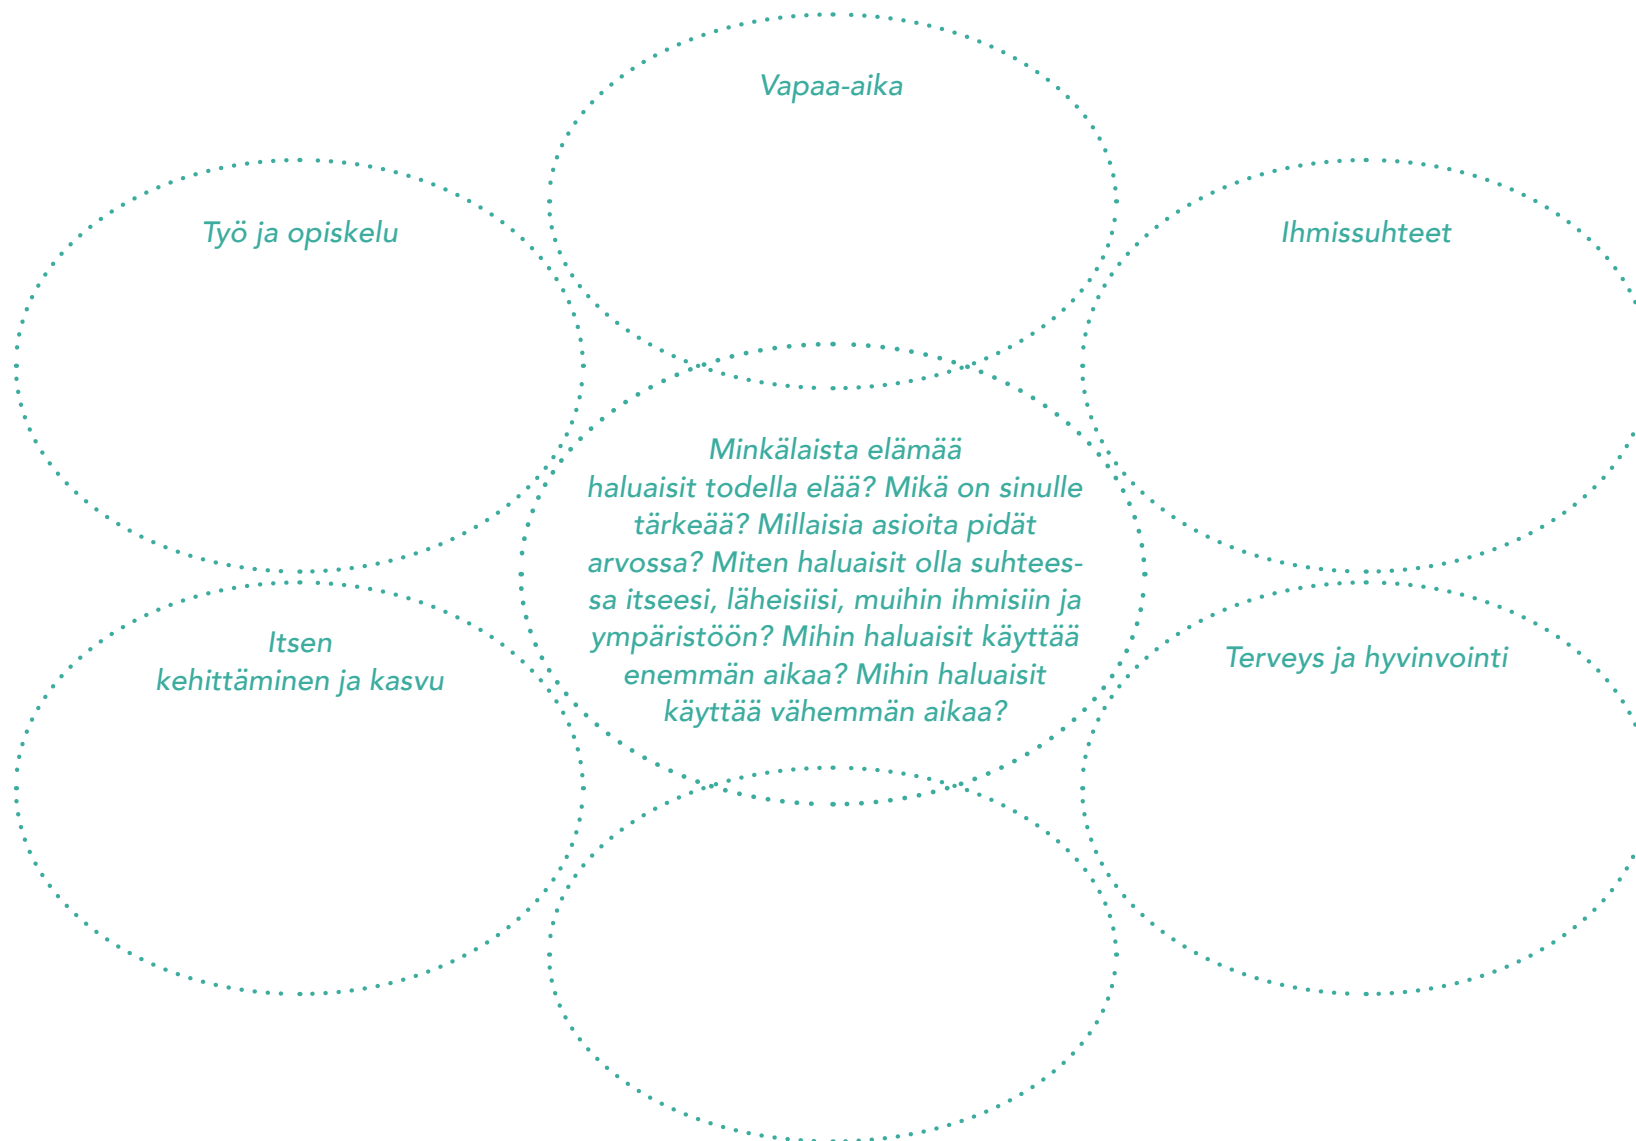 Vapaa-aika
Työ ja opiskelu
Ihmissuhteet
Minkälaista elämää
haluaisit todella elää? Mikä on sinulle
tärkeää? Millaisia asioita pidät
arvossa? Miten haluaisit olla suhtees-
sa itseesi, läheisiisi, muihin ihmisiin ja
ympäristöön? Mihin haluaisit käyttää
enemmän aikaa? Mihin haluaisit
käyttää vähemmän aikaa?
Itsen
kehittäminen ja kasvu
Terveys ja hyvinvointi